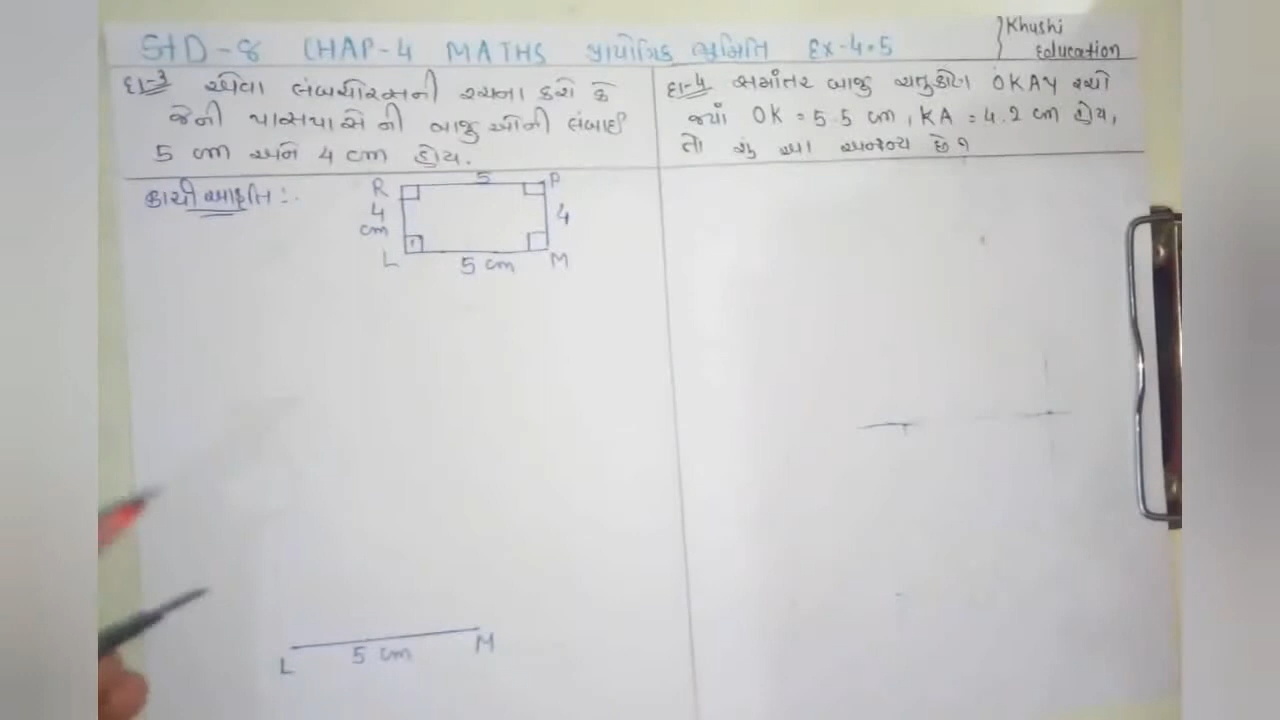 STD-8 CHAP-4 MATHS પ્રાયોગિક ભૂમિતિ Ex-4.5
Khushi
Education
દા-3 એવા લંબચોરસની રચના કરો કે
જેની પાસપાસેની બાજુઓની લંબાઈ
5 cm અને 4 cm હોય.
દા-4 સમાંતર બાજુ ચતુષ્કોણ OKAY રચો
જ્યાં OK = 5.5 cm, KA = 4.2 cm હોય,
તો શું આ અનન્ય છે ?
કાચી આકૃતિ :-
R 5 P
4
cm
4
L 5 cm M
L 5 cm M